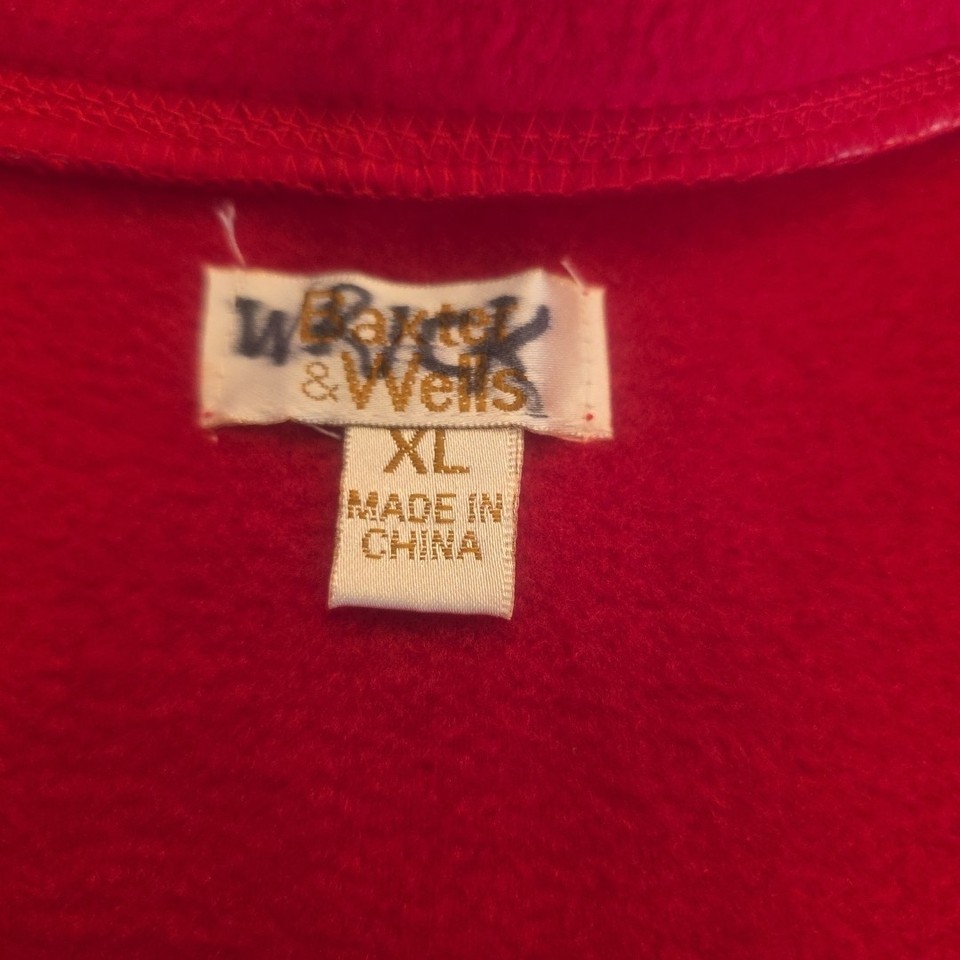 Baxter
& Wells
XL
MADE IN
CHINA